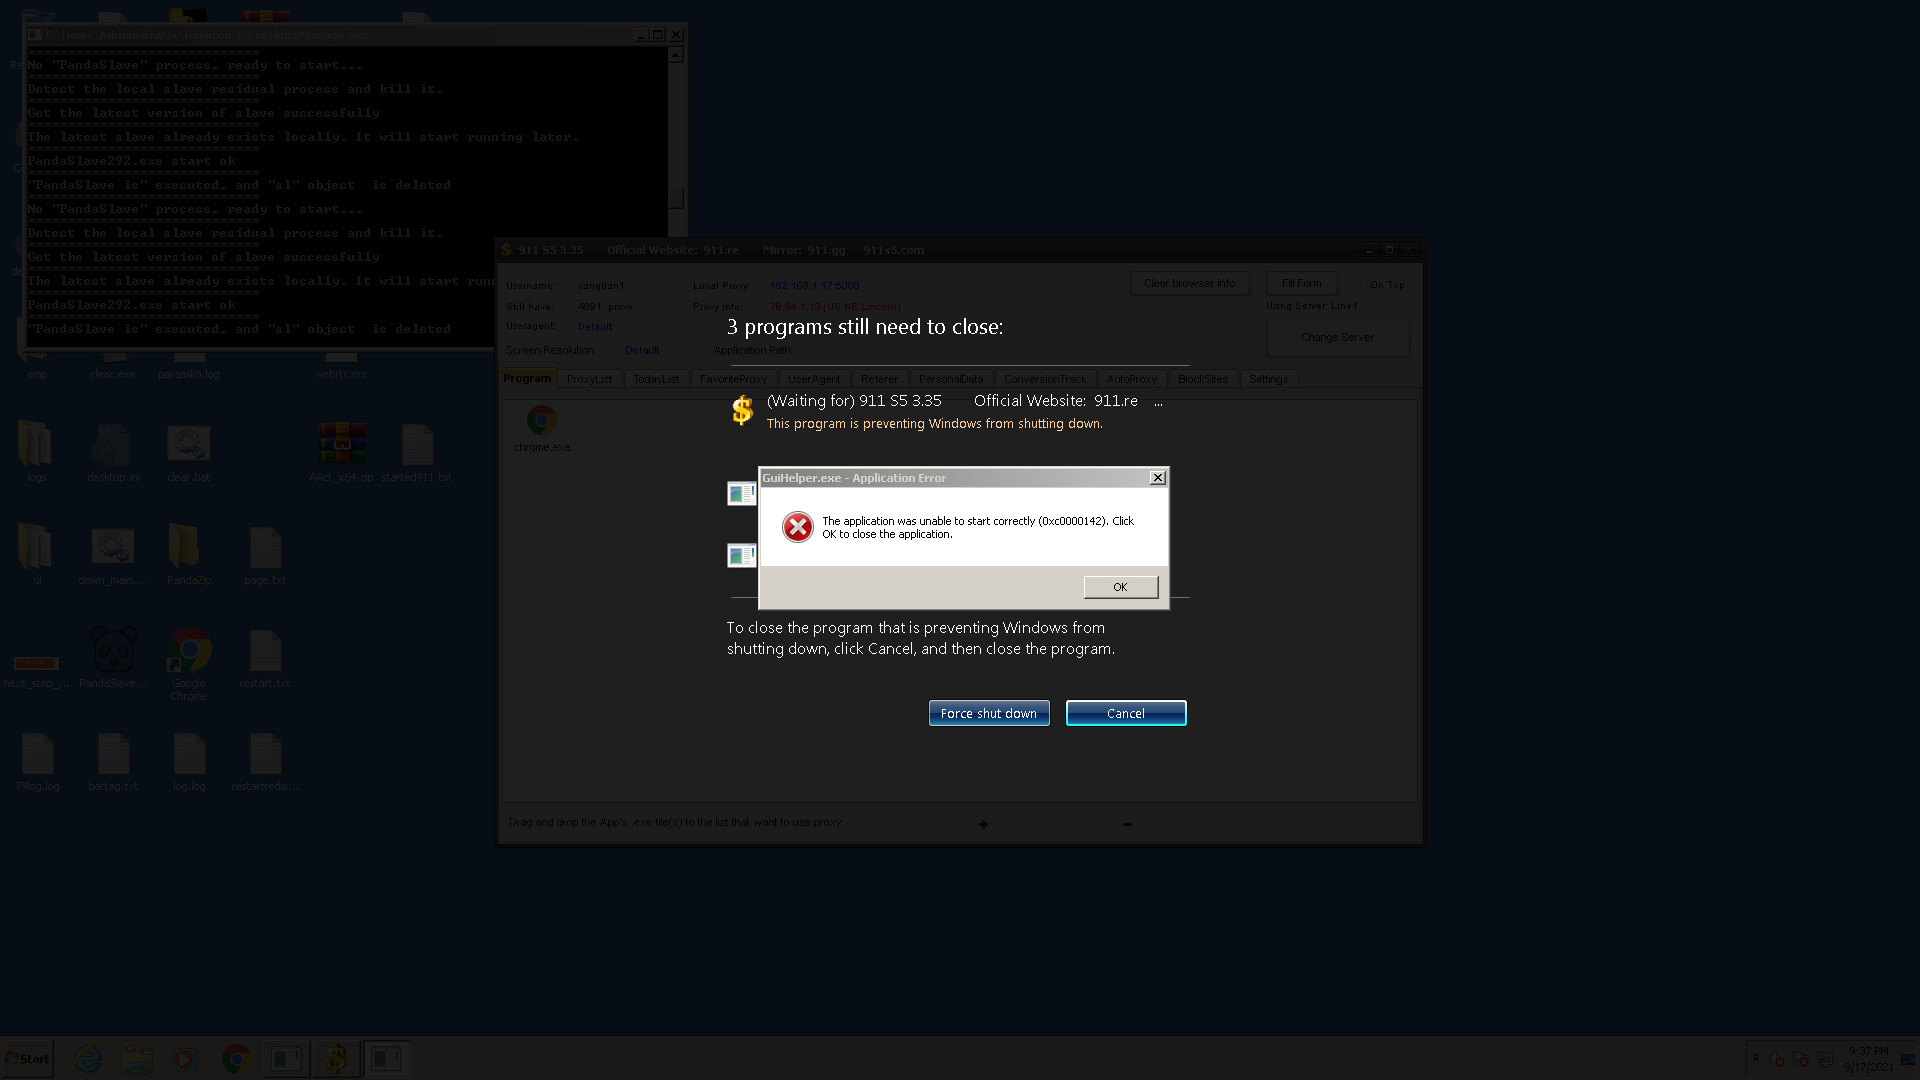 E:\Users\Administrator\Desktop\PandaAutoManage.exe
==============================
No "PandaSlave" process, ready to start...
==============================
Detect the local slave residual process and kill it.
==============================
Get the latest version of slave successfully
==============================
The latest slave already exists locally. It will start running later.
==============================
PandaSlave292.exe start ok
==============================
"PandaSlave is" executed, and "sl" object  is deleted
==============================
No "PandaSlave" process, ready to start...
==============================
Detect the local slave residual process and kill it.
==============================
Get the latest version of slave successfully
==============================
The latest slave already exists locally. It will start runn
==============================
PandaSlave292.exe start ok
==============================
"PandaSlave is" executed, and "sl" object  is deleted
911 S5 3.35 Official Website: 911.re Mirror: 911.gg 911s5.com
Username: cangtian1 Local Proxy: 192.168.1.17:5000 Clear browser info Fill Form On Top
Still have: 4891 proxy Proxy Info: 76.84.1.13 (US NE Lincoln) Using Server: Line1
Useragent: Default
Change Server
Screen Resolution: Default Application Path:
Program ProxyList TodayList FavoriteProxy UserAgent Referer PersonalData ConversionTrack AutoProxy BlockSites Settings
chrome.exe
3 programs still need to close:
(Waiting for) 911 S5 3.35 Official Website: 911.re ...
This program is preventing Windows from shutting down.
GuiHelper.exe - Application Error
The application was unable to start correctly (0xc0000142). Click
OK to close the application.
OK
To close the program that is preventing Windows from
shutting down, click Cancel, and then close the program.
Force shut down Cancel
Drag and drop the App's .exe file(s) to the list that want to use proxy
+ −
emp clear.exe paramiko.log webrtc.crx
logs desktop.ini clear.bat AAct_x64.zip started911.txt
ui down_main.... PandaZip page.txt
next_step_... PandaSlave... Google
Chrome restart.txt
79log.log battag.txt log.log restartredis...
Start
9:37 PM
9/17/2021